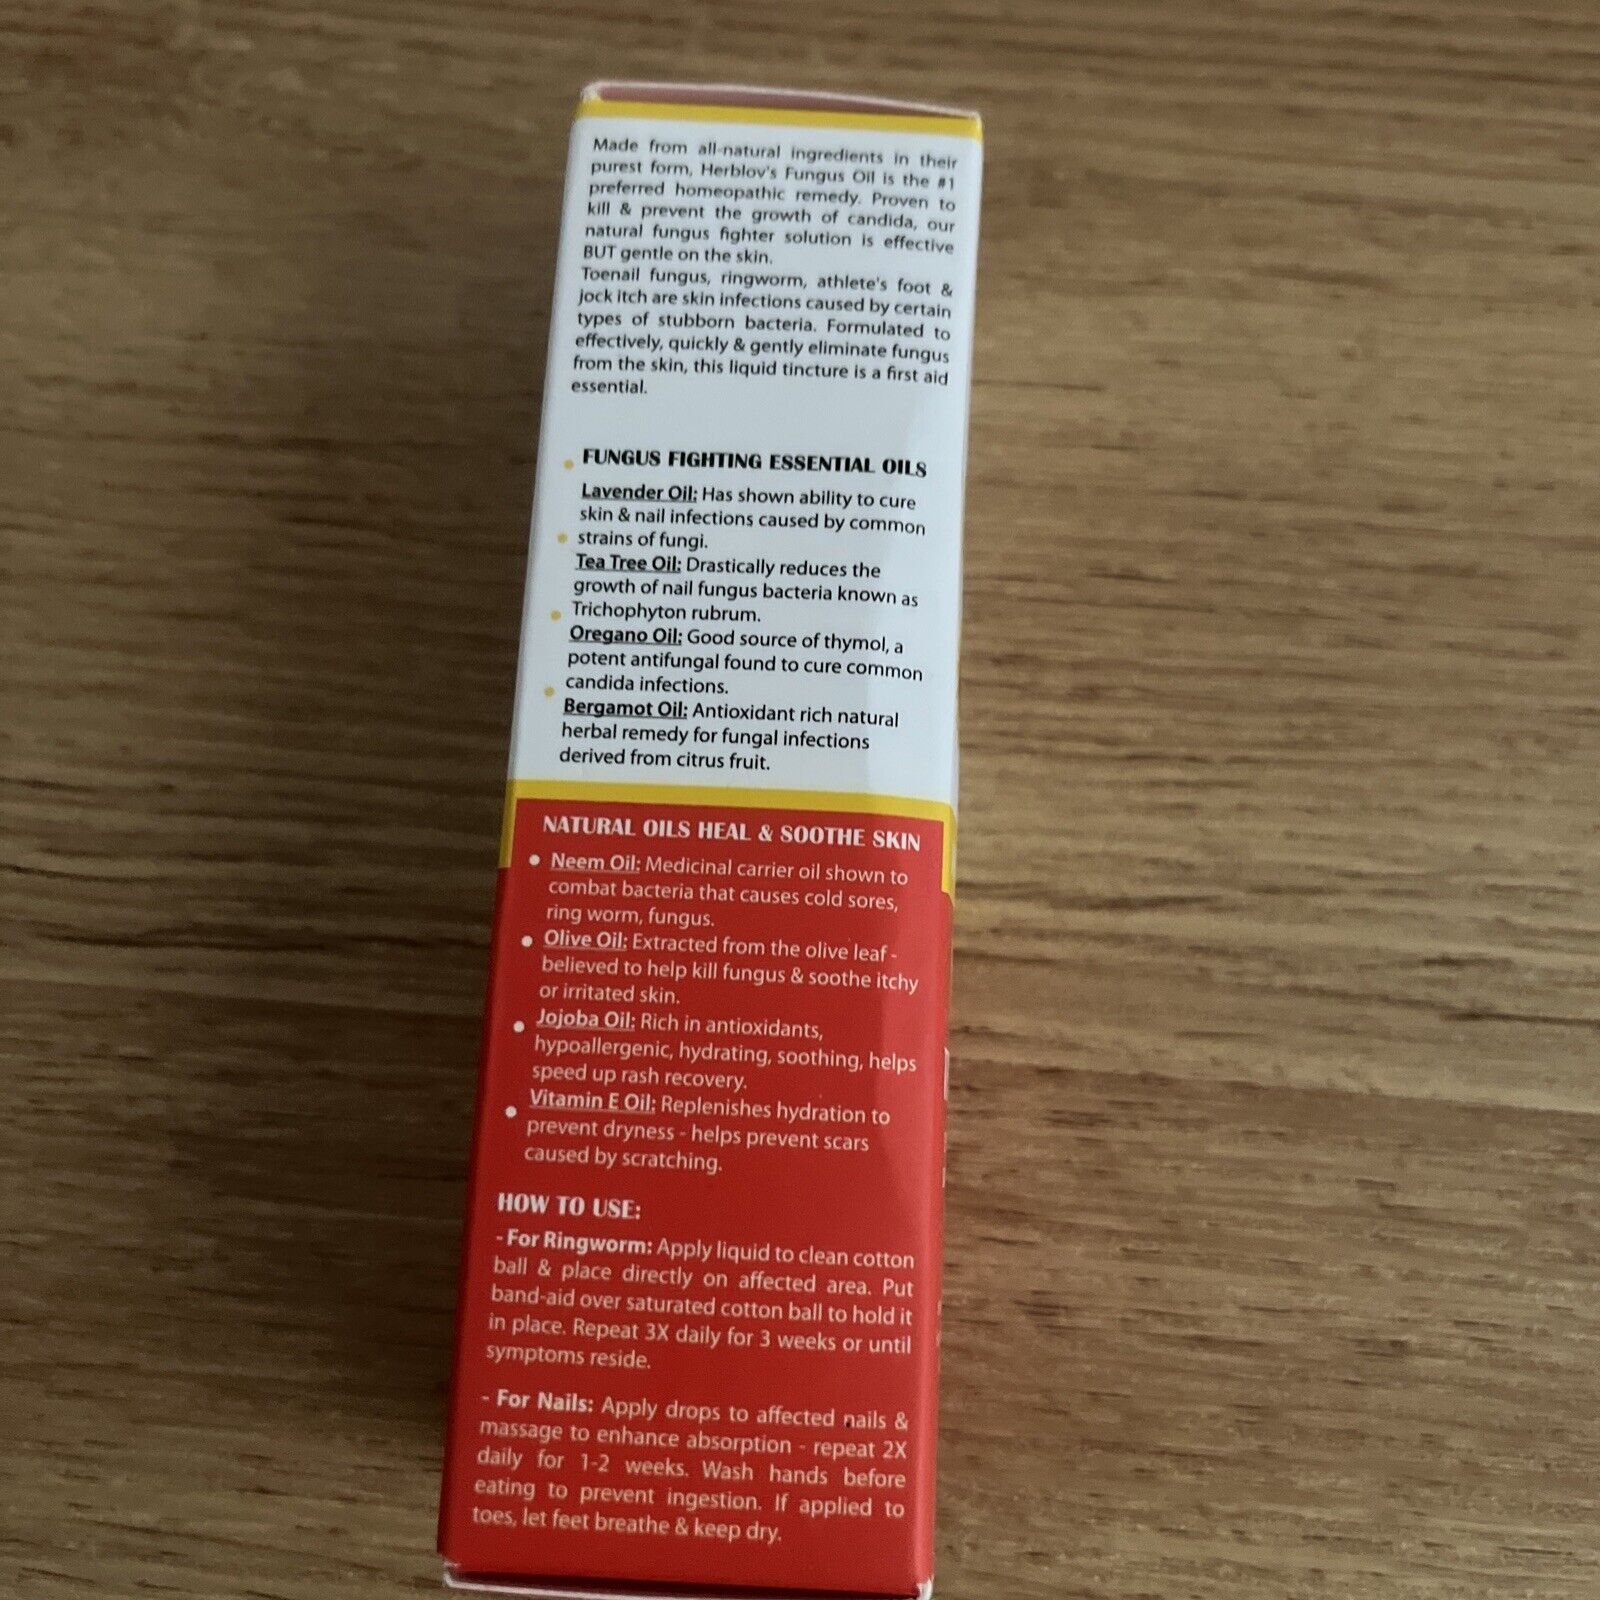 Made from all-natural ingredients in their
purest form, Herblov's Fungus Oil is the #1
preferred homeopathic remedy. Proven to
kill & prevent the growth of candida, our
natural fungus fighter solution is effective
BUT gentle on the skin.
Toenail fungus, ringworm, athlete's foot &
jock itch are skin infections caused by certain
types of stubborn bacteria. Formulated to
effectively, quickly & gently eliminate fungus
from the skin, this liquid tincture is a first aid
essential.
FUNGUS FIGHTING ESSENTIAL OILS
Lavender Oil: Has shown ability to cure
skin & nail infections caused by common
strains of fungi.
Tea Tree Oil: Drastically reduces the
growth of nail fungus bacteria known as
Trichophyton rubrum.
Oregano Oil: Good source of thymol, a
potent antifungal found to cure common
candida infections.
Bergamot Oil: Antioxidant rich natural
herbal remedy for fungal infections
derived from citrus fruit.
NATURAL OILS HEAL & SOOTHE SKIN
Neem Oil: Medicinal carrier oil shown to
combat bacteria that causes cold sores,
ring worm, fungus.
Olive Oil: Extracted from the olive leaf -
believed to help kill fungus & soothe itchy
or irritated skin.
Jojoba Oil: Rich in antioxidants,
hypoallergenic, hydrating, soothing, helps
speed up rash recovery.
Vitamin E Oil: Replenishes hydration to
prevent dryness - helps prevent scars
caused by scratching.
HOW TO USE:
- For Ringworm: Apply liquid to clean cotton
ball & place directly on affected area. Put
band-aid over saturated cotton ball to hold it
in place. Repeat 3X daily for 3 weeks or until
symptoms reside.
- For Nails: Apply drops to affected nails &
massage to enhance absorption - repeat 2X
daily for 1-2 weeks. Wash hands before
eating to prevent ingestion. If applied to
toes, let feet breathe & keep dry.